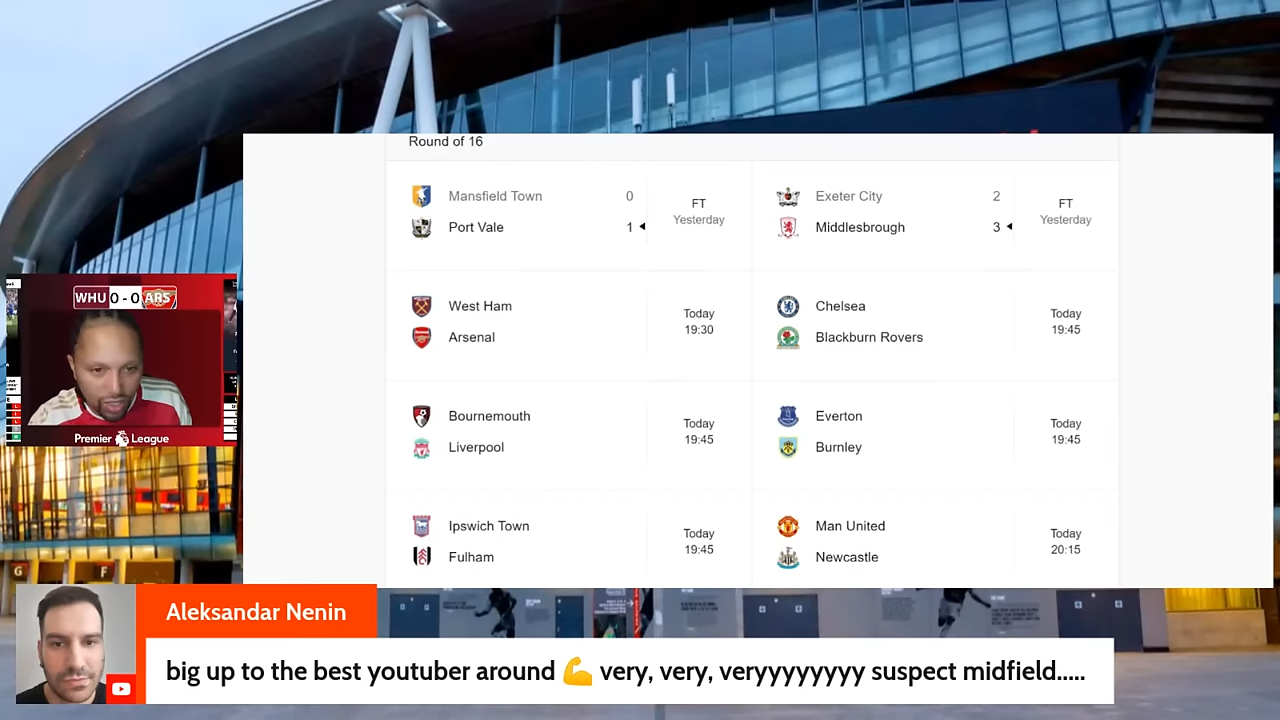 Round of 16
Mansfield Town 0
Port Vale 1
FT
Yesterday
Exeter City 2
Middlesbrough 3
FT
Yesterday
West Ham
Arsenal
Today
19:30
Chelsea
Blackburn Rovers
Today
19:45
Bournemouth
Liverpool
Today
19:45
Everton
Burnley
Today
19:45
Ipswich Town
Fulham
Today
19:45
Man United
Newcastle
Today
20:15
WHU 0 - 0 ARS
Premier League
G
F
Aleksandar Nenin
big up to the best youtuber around 💪 very, very, veryyyyyyyy suspect midfield.....